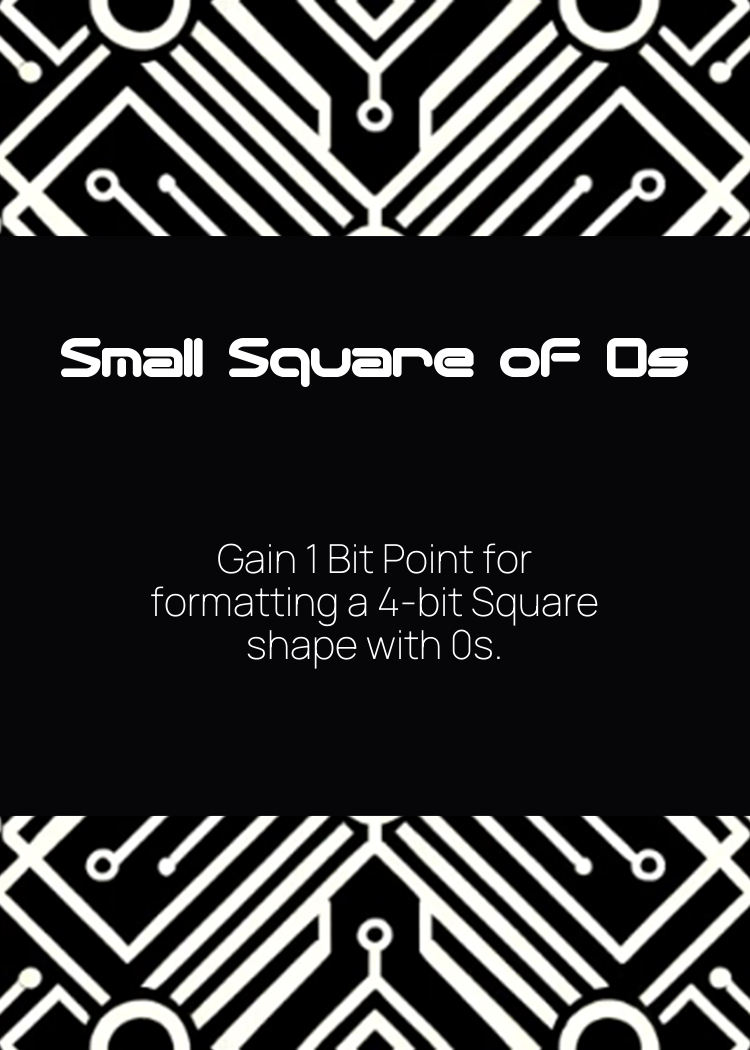 Small Square of 0s
Gain 1 Bit Point for
formatting a 4-bit Square
shape with 0s.